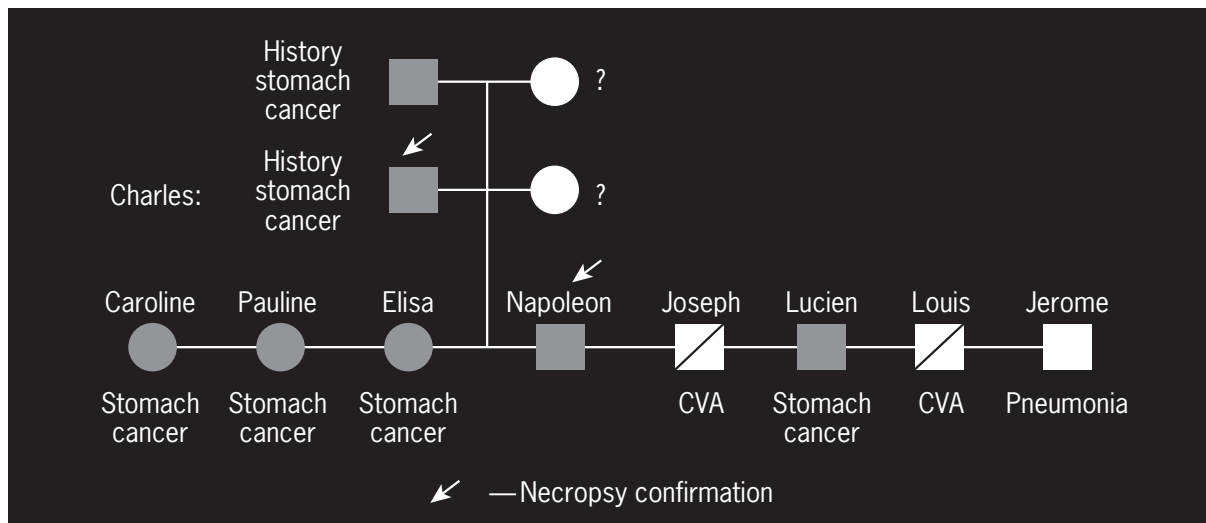 History
stomach
cancer
?
Charles:
History
stomach
cancer
?
Caroline Pauline Elisa Napoleon Joseph Lucien Louis Jerome
Stomach Stomach Stomach CVA Stomach CVA Pneumonia
cancer cancer cancer cancer
— Necropsy confirmation